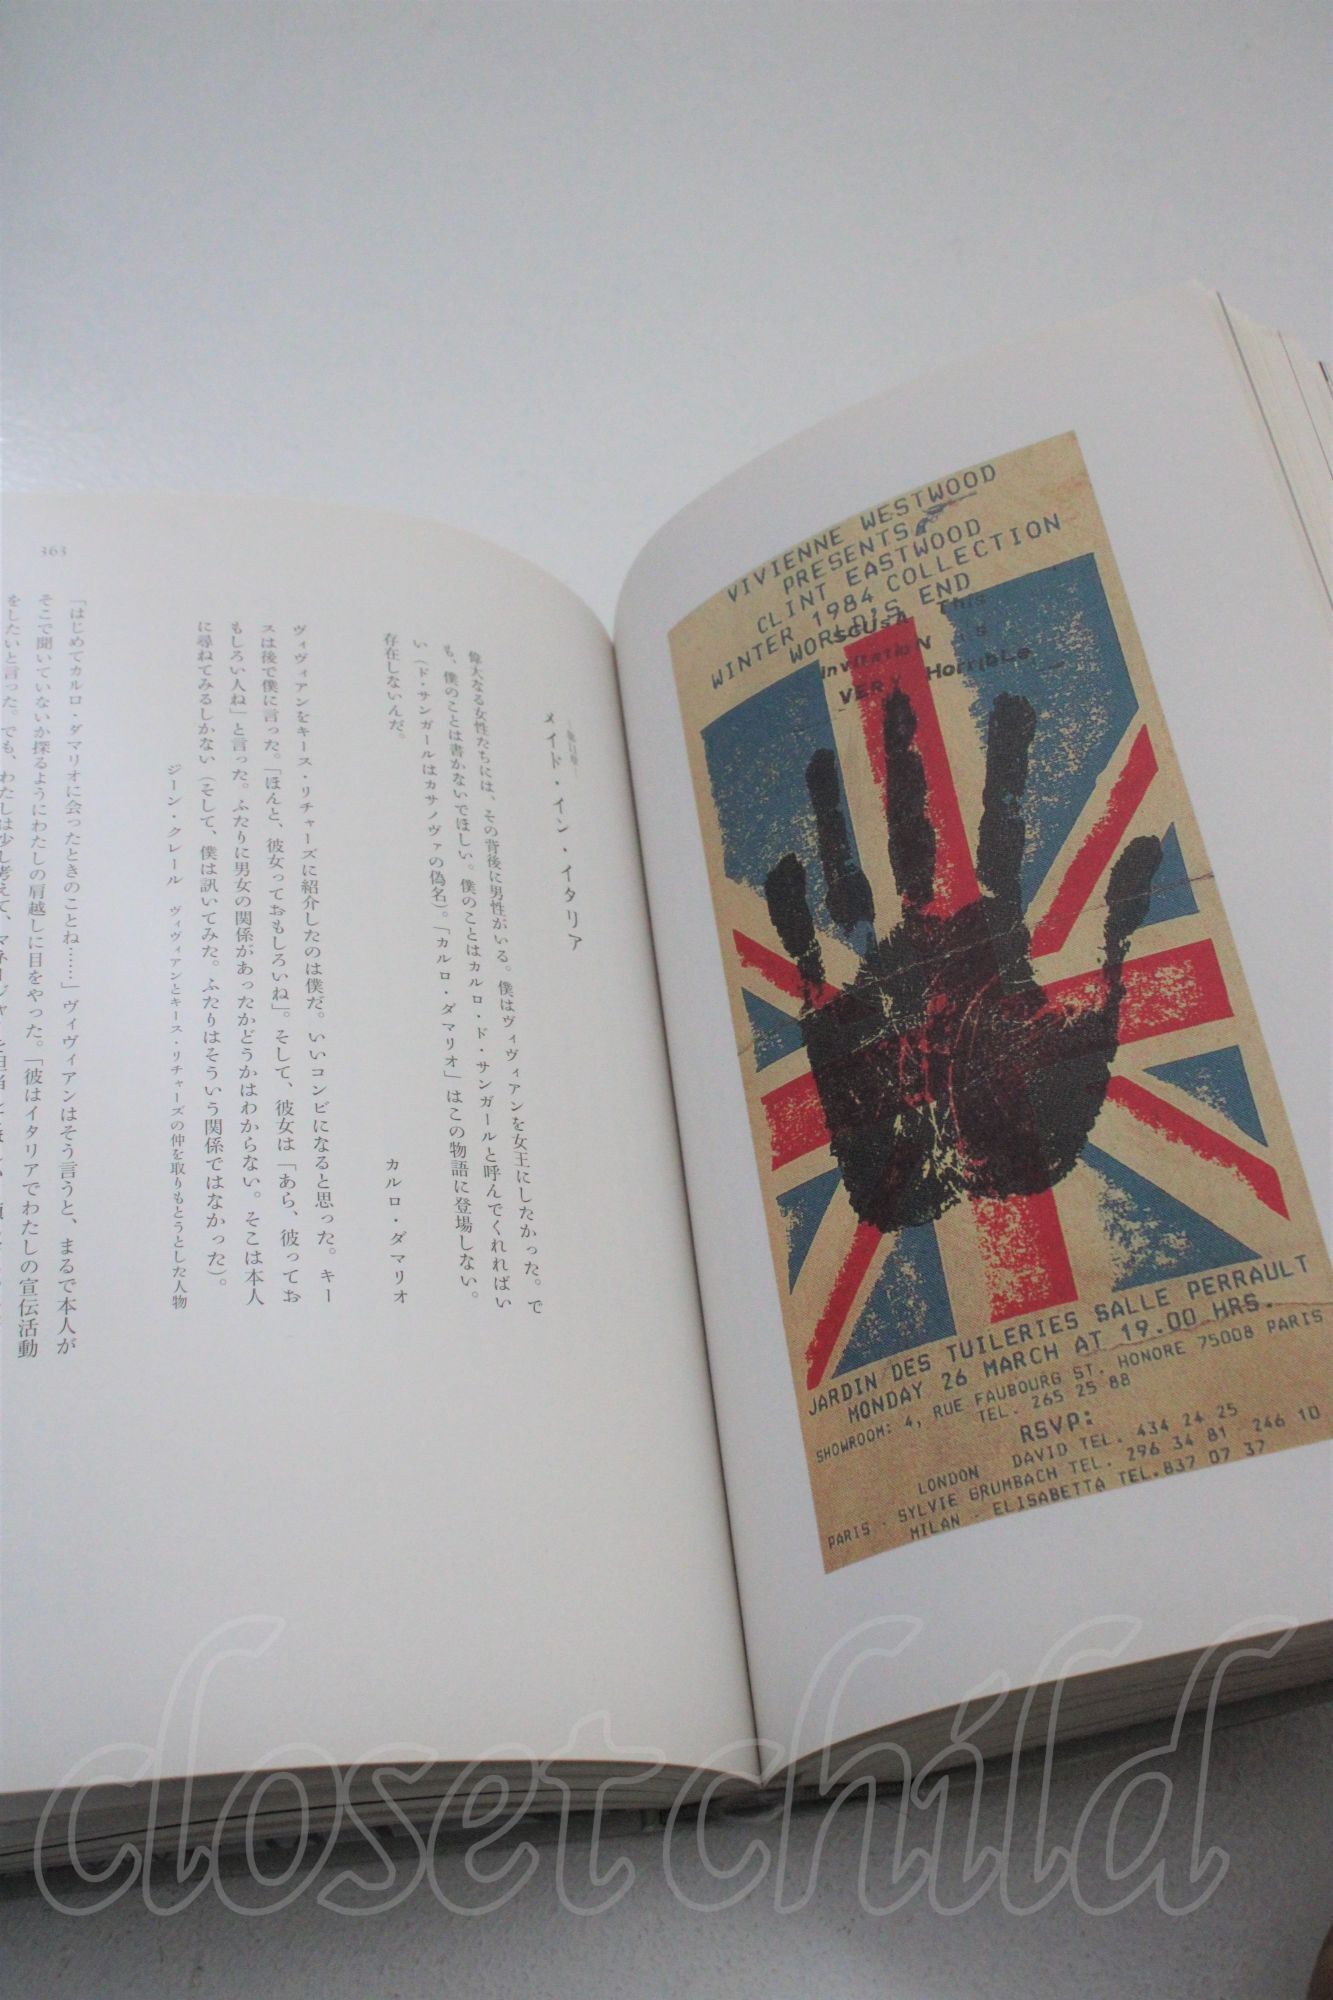 VIVIENNE WESTWOOD
PRESENTS
CLINT EASTWOOD
WINTER 1984 COLLECTION
WORLD'S END
SCUSA This
invitation is
VERY Horrible
JARDIN DES TUILERIES SALLE PERRAULT
MONDAY 26 MARCH AT 19.00 HRS.
SHOWROOM: 4, RUE FAUBOURG ST. HONORE 75008 PARIS
TEL. 265 25 88
RSVP:
LONDON DAVID TEL. 434 24 25
PARIS - SYLVIE GRUMBACH TEL. 296 34 81 246 10
MILAN - ELISABETTA TEL. 837 07 37
メイド・イン・イタリア
偉大なる女性たちには、その背後に男性がいる。僕はヴィヴィアンを女王にしたかった。で
も、僕のことは書かないでほしい。僕のことはカルロ・ド・サンガールと呼んでくれればい
い（ド・サンガールはカサノヴァの偽名）。「カルロ・ダマリオ」はこの物語に登場しない。
存在しないんだ。
カルロ・ダマリオ
ヴィヴィアンをキース・リチャーズに紹介したのは僕だ。いいコンビになると思った。キー
スは後で僕に言った。「ほんと、彼女っておもしろいね」。そして、彼女は「あら、彼ってお
もしろい人ね」と言った。ふたりに男女の関係があったかどうかはわからない。そこは本人
に尋ねてみるしかない（そして、僕は訊いてみた。ふたりはそういう関係ではなかった）。
ジーン・クレール ヴィヴィアンとキース・リチャーズの仲を取りもとうとした人物
「はじめてカルロ・ダマリオに会ったときのことね……」ヴィヴィアンはそう言うと、まるで本人が
そこで聞いていないか探るようにわたしの肩越しに目をやった。「彼はイタリアでわたしの宣伝活動
をしたいと言った。でも、わたしは少し考えて、マネージャーを担当してほしい
363
closet child